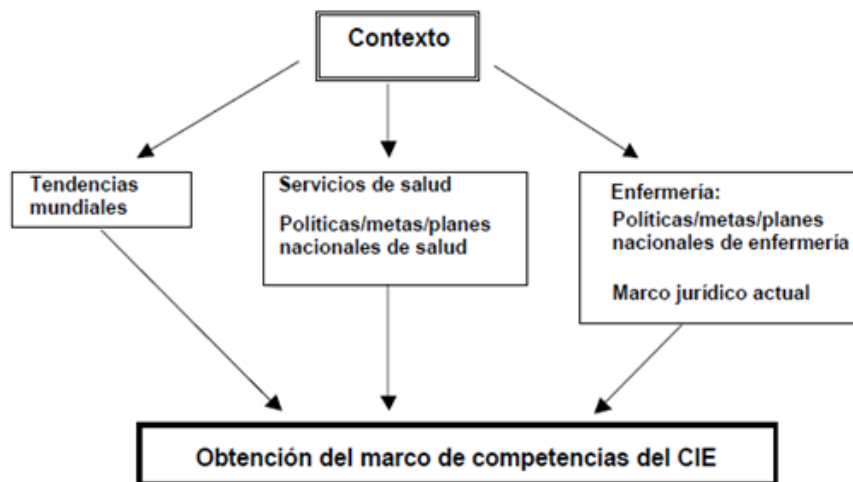 Contexto
Tendencias
mundiales
Servicios de salud
Políticas/metas/planes
nacionales de salud
Enfermería:
Políticas/metas/planes
nacionales de enfermería
Marco jurídico actual
Obtención del marco de competencias del CIE